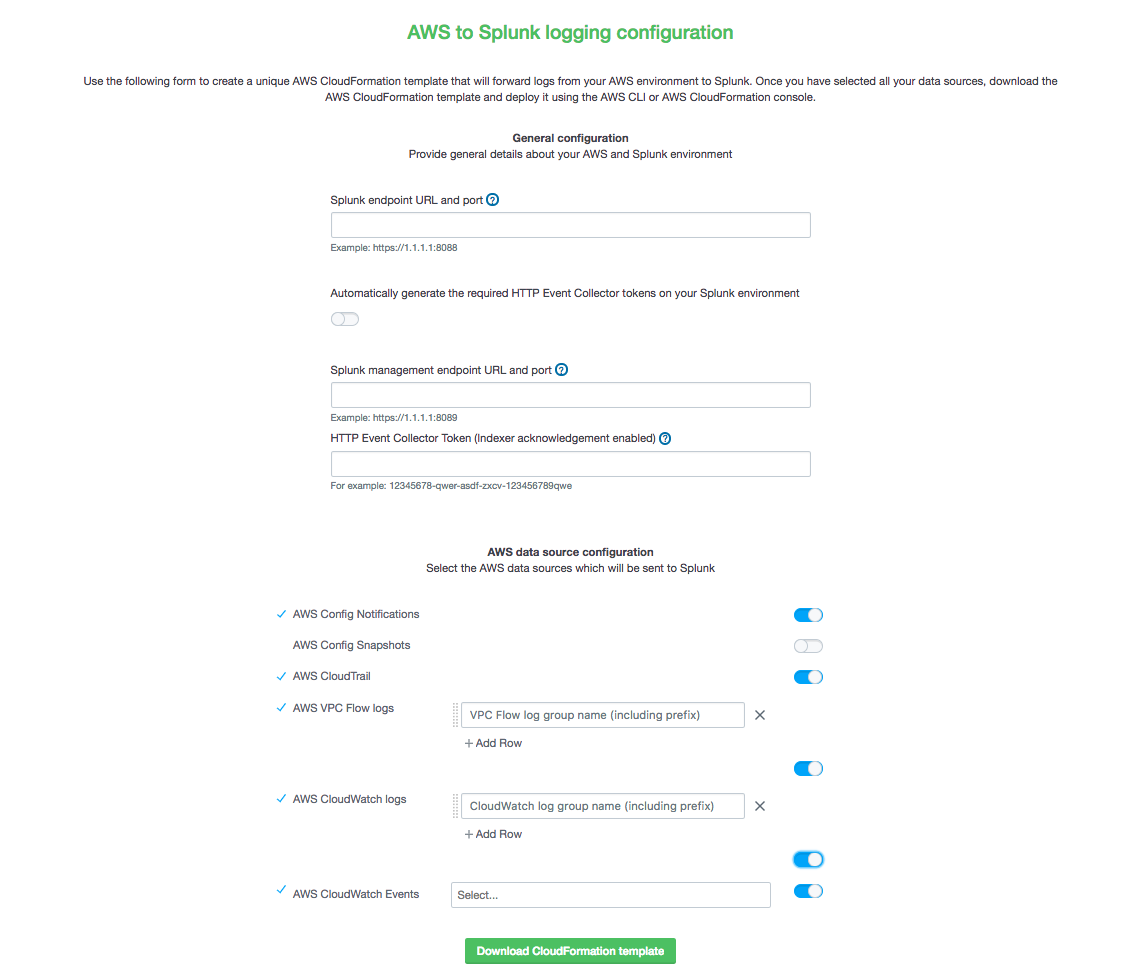 AWS to Splunk logging configuration
Use the following form to create a unique AWS CloudFormation template that will forward logs from your AWS environment to Splunk. Once you have selected all your data sources, download the
AWS CloudFormation template and deploy it using the AWS CLI or AWS CloudFormation console.
General configuration
Provide general details about your AWS and Splunk environment
Splunk endpoint URL and port ?
Example: https://1.1.1.1:8088
Automatically generate the required HTTP Event Collector tokens on your Splunk environment
Splunk management endpoint URL and port ?
Example: https://1.1.1.1:8089
HTTP Event Collector Token (Indexer acknowledgement enabled) ?
For example: 12345678-qwer-asdf-zxcv-123456789qwe
AWS data source configuration
Select the AWS data sources which will be sent to Splunk
AWS Config Notifications
AWS Config Snapshots
AWS CloudTrail
AWS VPC Flow logs
VPC Flow log group name (including prefix)
+ Add Row
AWS CloudWatch logs
CloudWatch log group name (including prefix)
+ Add Row
AWS CloudWatch Events
Select...
Download CloudFormation template